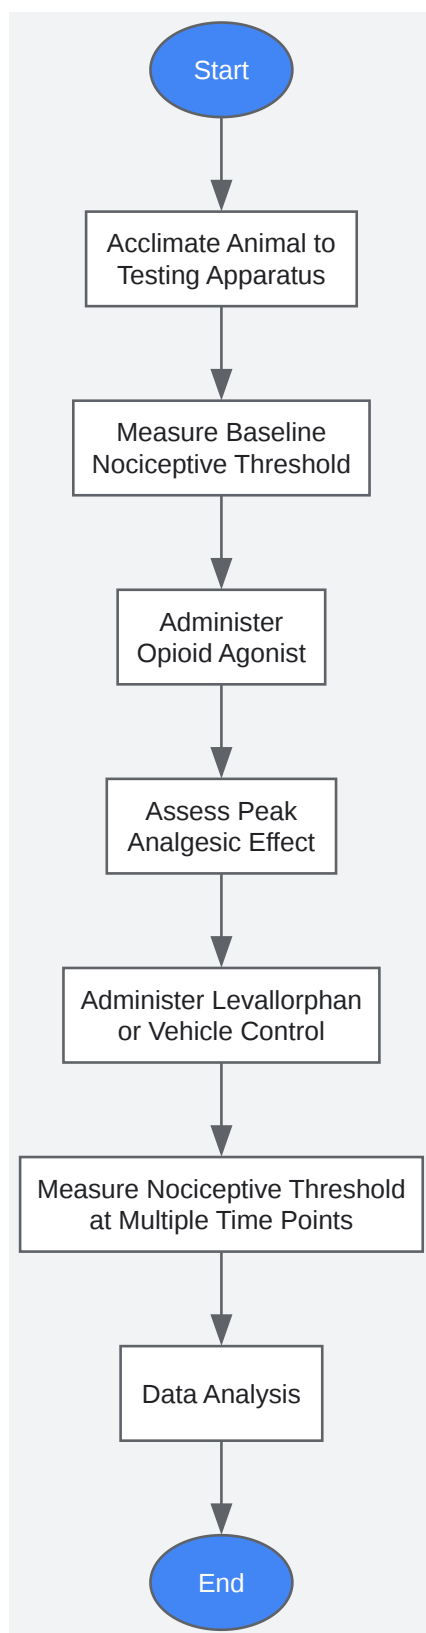 Start
Acclimate Animal to
Testing Apparatus
Measure Baseline
Nociceptive Threshold
Administer
Opioid Agonist
Assess Peak
Analgesic Effect
Administer Levallorphan
or Vehicle Control
Measure Nociceptive Threshold
at Multiple Time Points
Data Analysis
End